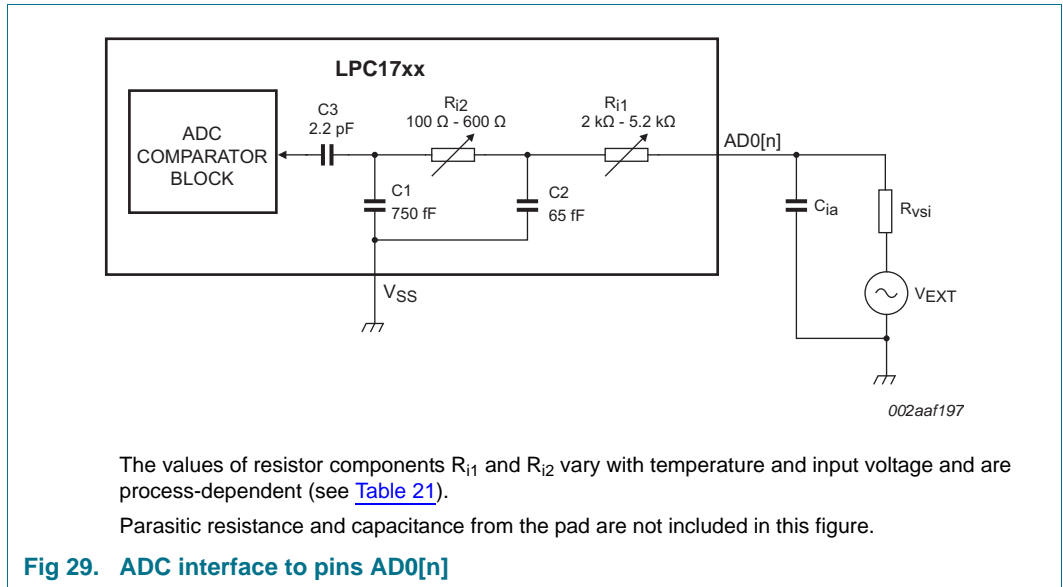 LPC17xx
ADC
COMPARATOR
BLOCK
C3
2.2 pF
Ri2
100 Ω - 600 Ω
Ri1
2 kΩ - 5.2 kΩ
AD0[n]
C1
750 fF
C2
65 fF
Cia
Rvsi
VSS
VEXT
002aaf197
The values of resistor components Ri1 and Ri2 vary with temperature and input voltage and are
process-dependent (see Table 21).
Parasitic resistance and capacitance from the pad are not included in this figure.
Fig 29. ADC interface to pins AD0[n]